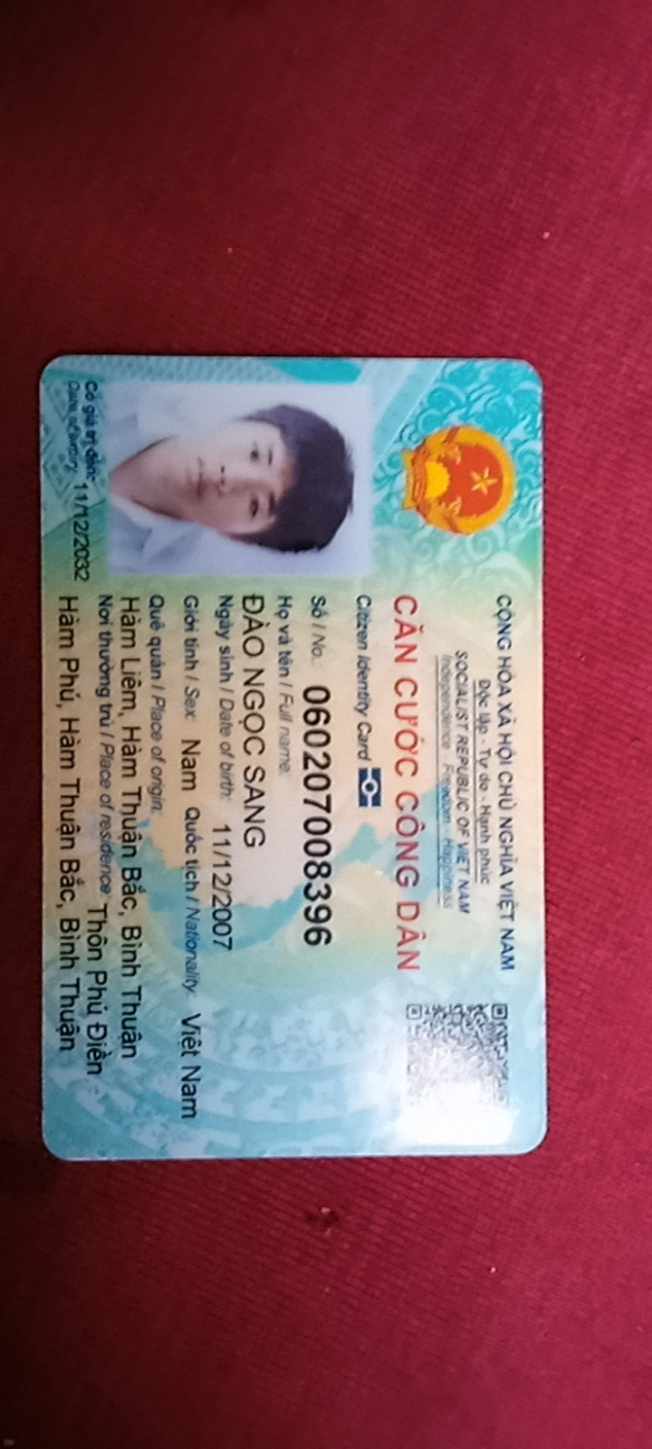 CỘNG HÒA XÃ HỘI CHỦ NGHĨA VIỆT NAM
Độc lập - Tự do - Hạnh phúc
SOCIALIST REPUBLIC OF VIET NAM
Independence - Freedom - Happiness
CĂN CƯỚC CÔNG DÂN
Citizen Identity Card
Số / No.: 060207008396
Họ và tên / Full name:
ĐÀO NGỌC SANG
Ngày sinh / Date of birth: 11/12/2007
Giới tính / Sex: Nam Quốc tịch / Nationality: Việt Nam
Quê quán / Place of origin:
Hàm Liêm, Hàm Thuận Bắc, Bình Thuận
Nơi thường trú / Place of residence: Thôn Phú Điền
Hàm Phú, Hàm Thuận Bắc, Bình Thuận
Có giá trị đến: 11/12/2032
Date of expiry